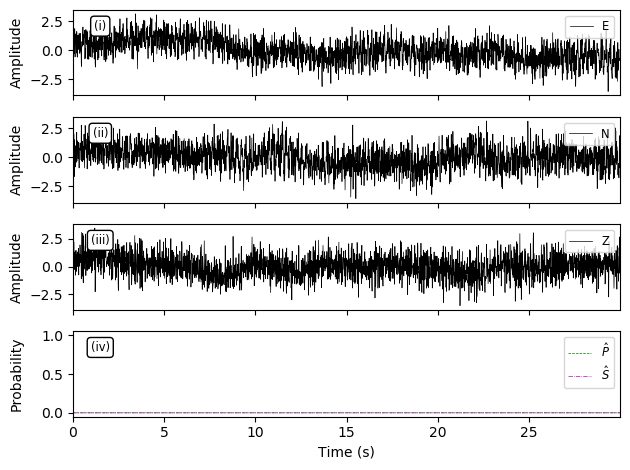 Amplitude
2.5
0.0
−2.5
(i)
E
Amplitude
2.5
0.0
−2.5
(ii)
N
Amplitude
2.5
0.0
−2.5
(iii)
Z
Probability
1.0
0.5
0.0
(iv)
P̂
Ŝ
0 5 10 15 20 25
Time (s)